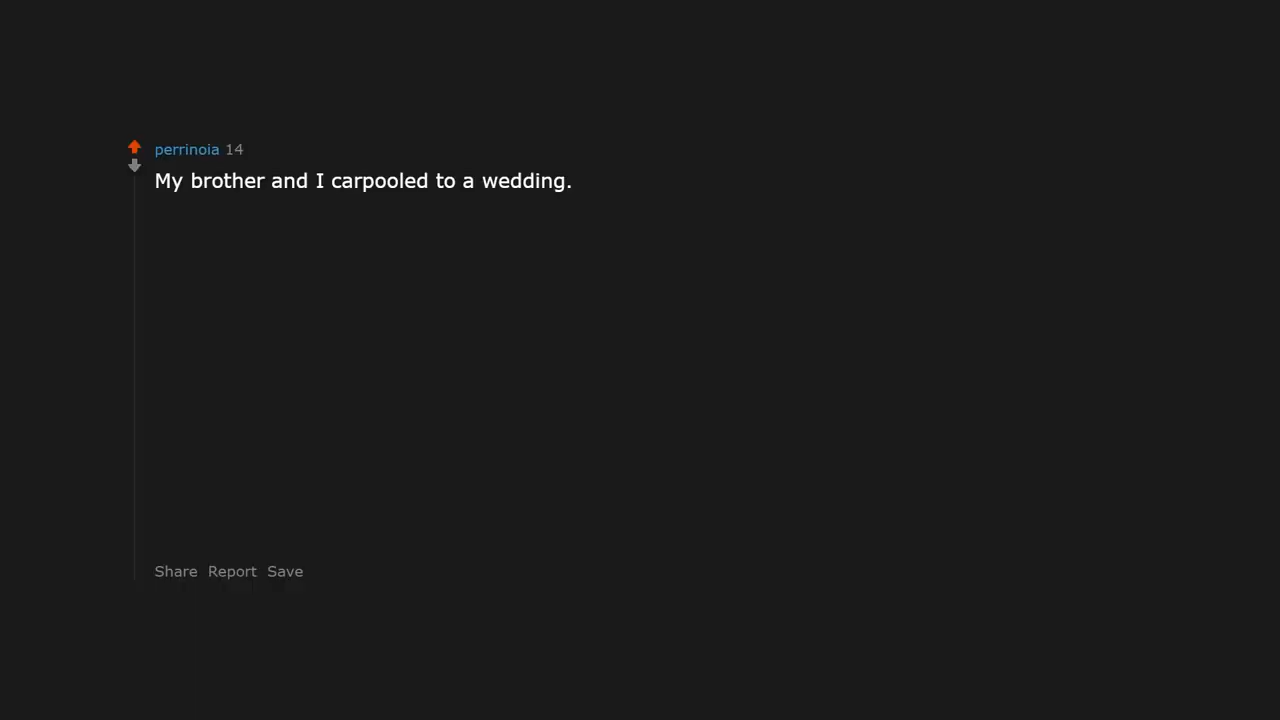 perrinoia 14
My brother and I carpooled to a wedding.
Share Report Save